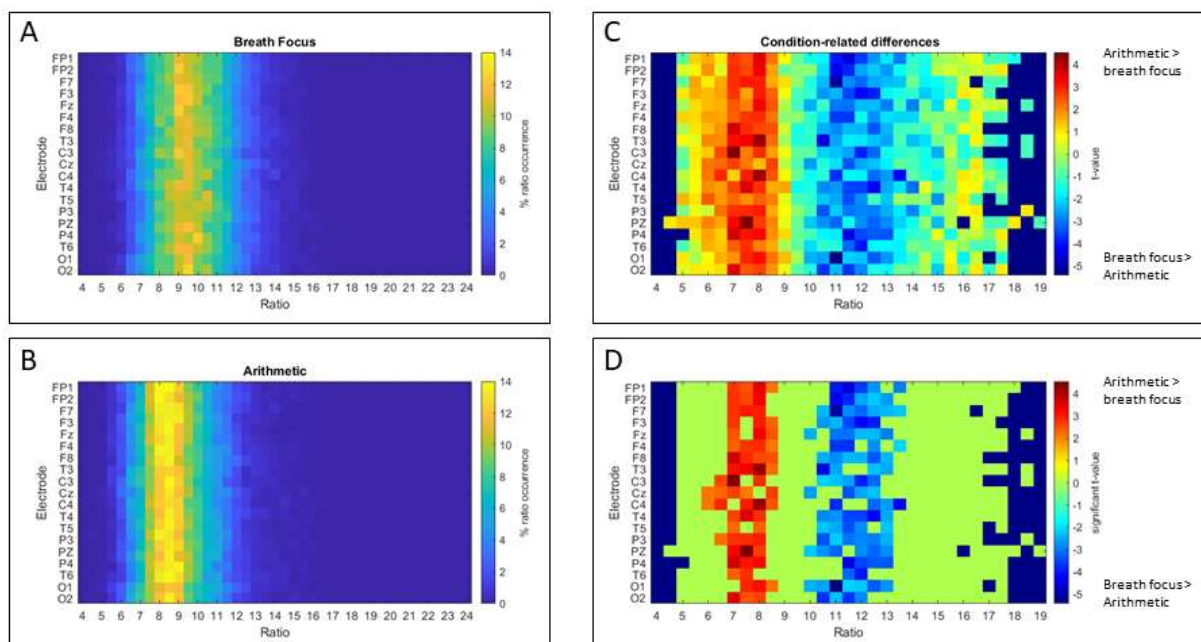 A
Breath Focus
FP1
FP2
F7
F3
Fz
F4
F8
T3
C3
Cz
C4
T4
T5
P3
PZ
P4
T6
O1
O2
Electrode
4 5 6 7 8 9 10 11 12 13 14 15 16 17 18 19 20 21 22 23 24
Ratio
14
12
10
8
6
4
2
0
% ratio occurrence
C
Condition-related differences
FP1
FP2
F7
F3
Fz
F4
F8
T3
C3
Cz
C4
T4
T5
P3
PZ
P4
T6
O1
O2
Electrode
4 5 6 7 8 9 10 11 12 13 14 15 16 17 18 19
Ratio
4
3
2
1
0
-1
-2
-3
-4
-5
t-value
Arithmetic >
breath focus
Breath focus>
Arithmetic
B
Arithmetic
FP1
FP2
F7
F3
Fz
F4
F8
T3
C3
Cz
C4
T4
T5
P3
PZ
P4
T6
O1
O2
Electrode
4 5 6 7 8 9 10 11 12 13 14 15 16 17 18 19 20 21 22 23 24
Ratio
14
12
10
8
6
4
2
0
% ratio occurrence
D
FP1
FP2
F7
F3
Fz
F4
F8
T3
C3
Cz
C4
T4
T5
P3
PZ
P4
T6
O1
O2
Electrode
4 5 6 7 8 9 10 11 12 13 14 15 16 17 18 19
Ratio
4
3
2
1
0
-1
-2
-3
-4
-5
significant t-value
Arithmetic >
breath focus
Breath focus>
Arithmetic